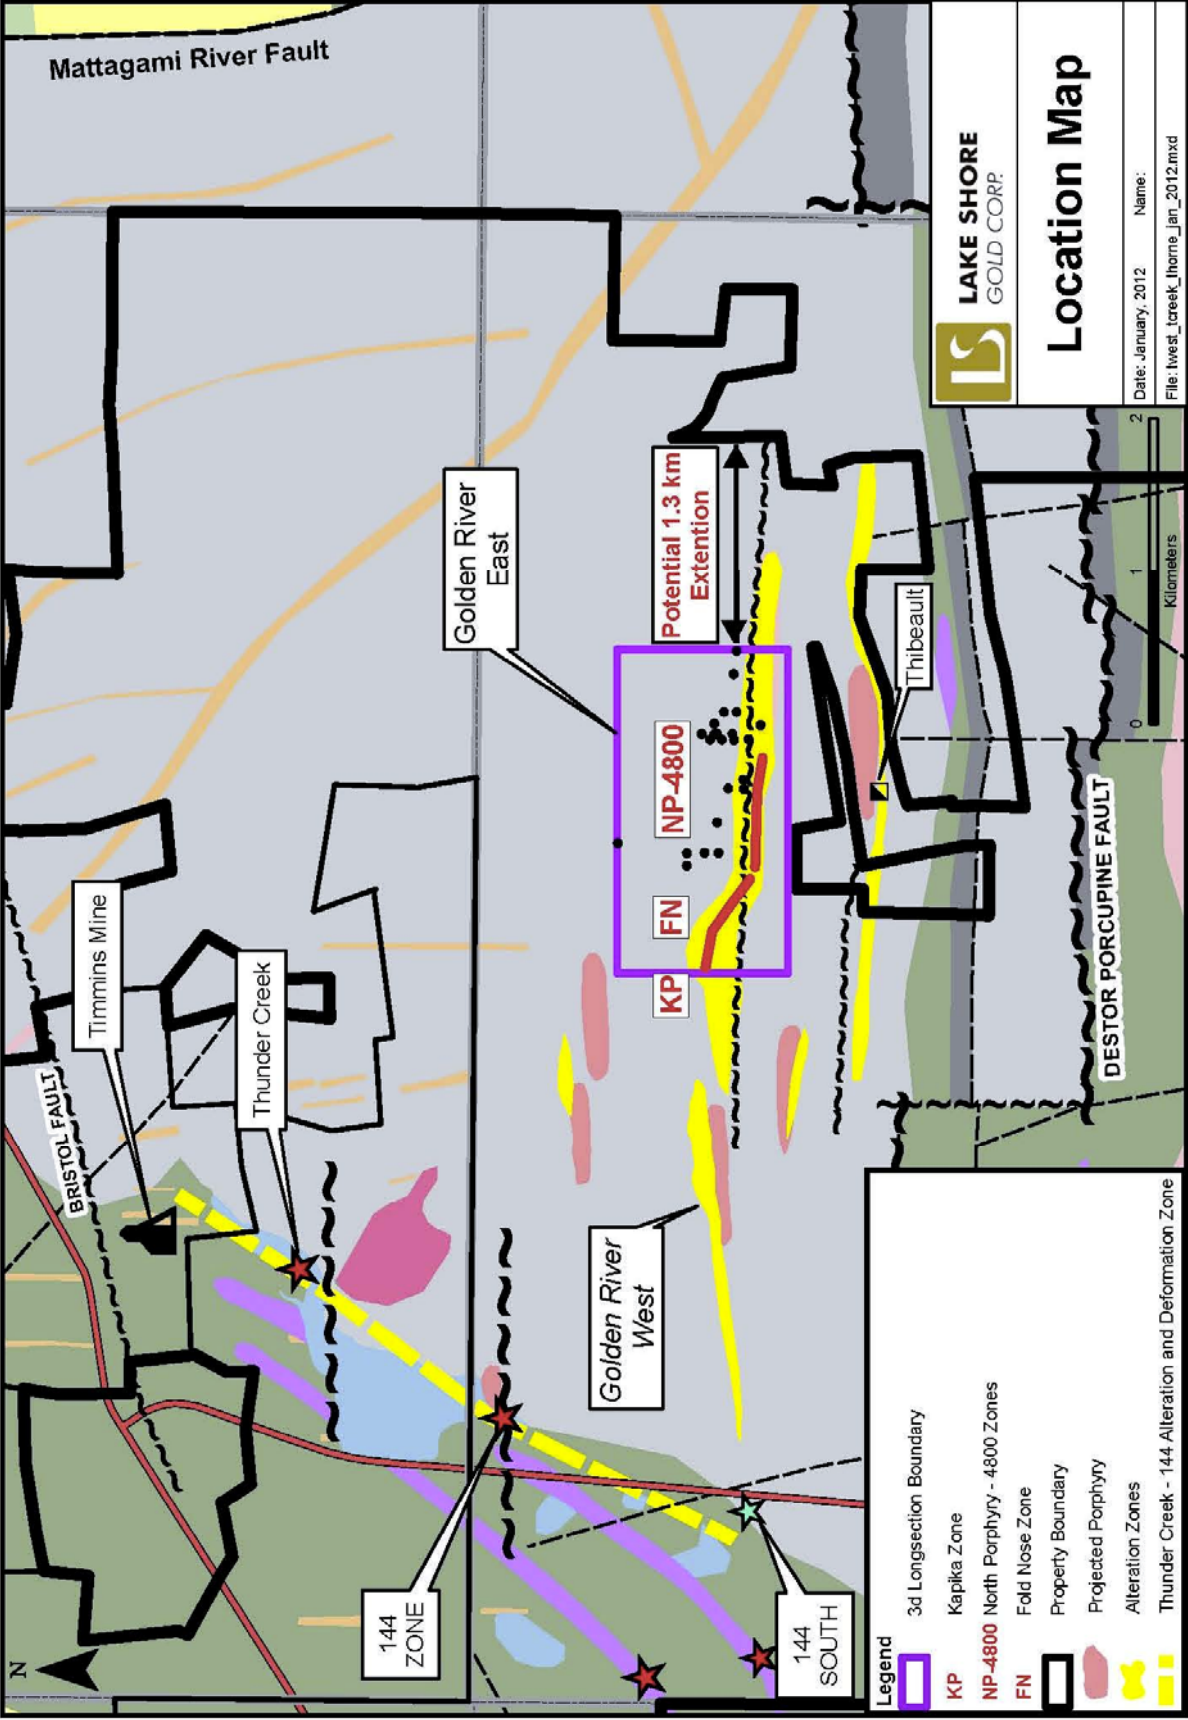 Mattagami River Fault
N
BRISTOL FAULT
Timmins Mine
Thunder Creek
Golden River
East
Potential 1.3 km
Extention
NP-4800
FN
KP
144
ZONE
Golden River
West
144
SOUTH
Thibeault
DESTOR PORCUPINE FAULT
Legend
3d Longsection Boundary
KP Kapika Zone
NP-4800 North Porphyry - 4800 Zones
FN Fold Nose Zone
Property Boundary
Projected Porphyry
Alteration Zones
Thunder Creek - 144 Alteration and Deformation Zone
0 1 2
Kilometers
LS
LAKE SHORE
GOLD CORP.
Location Map
Date: January, 2012 Name:
File: twest_tcreek_thorne_jan_2012.mxd